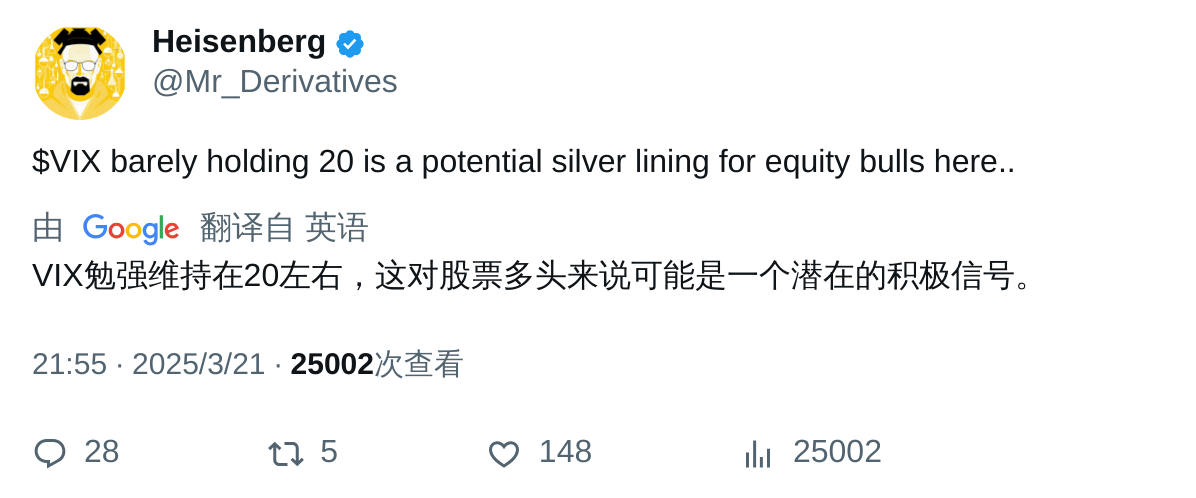 Heisenberg
@Mr_Derivatives
$VIX barely holding 20 is a potential silver lining for equity bulls here..
由 Google 翻译自 英语
VIX勉强维持在20左右，这对股票多头来说可能是一个潜在的积极信号。
21:55 · 2025/3/21 · 25002次查看
28 5 148 25002